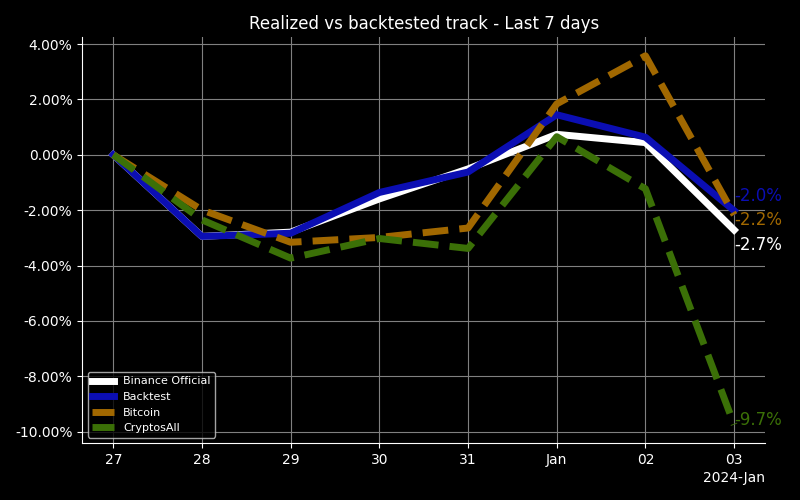 Realized vs backtested track - Last 7 days
4.00%
2.00%
0.00%
-2.00%
-4.00%
-6.00%
-8.00%
-10.00%
-2.0%
-2.2%
-2.7%
-9.7%
Binance Official
Backtest
Bitcoin
CryptosAll
27 28 29 30 31 Jan 02 03
2024-Jan